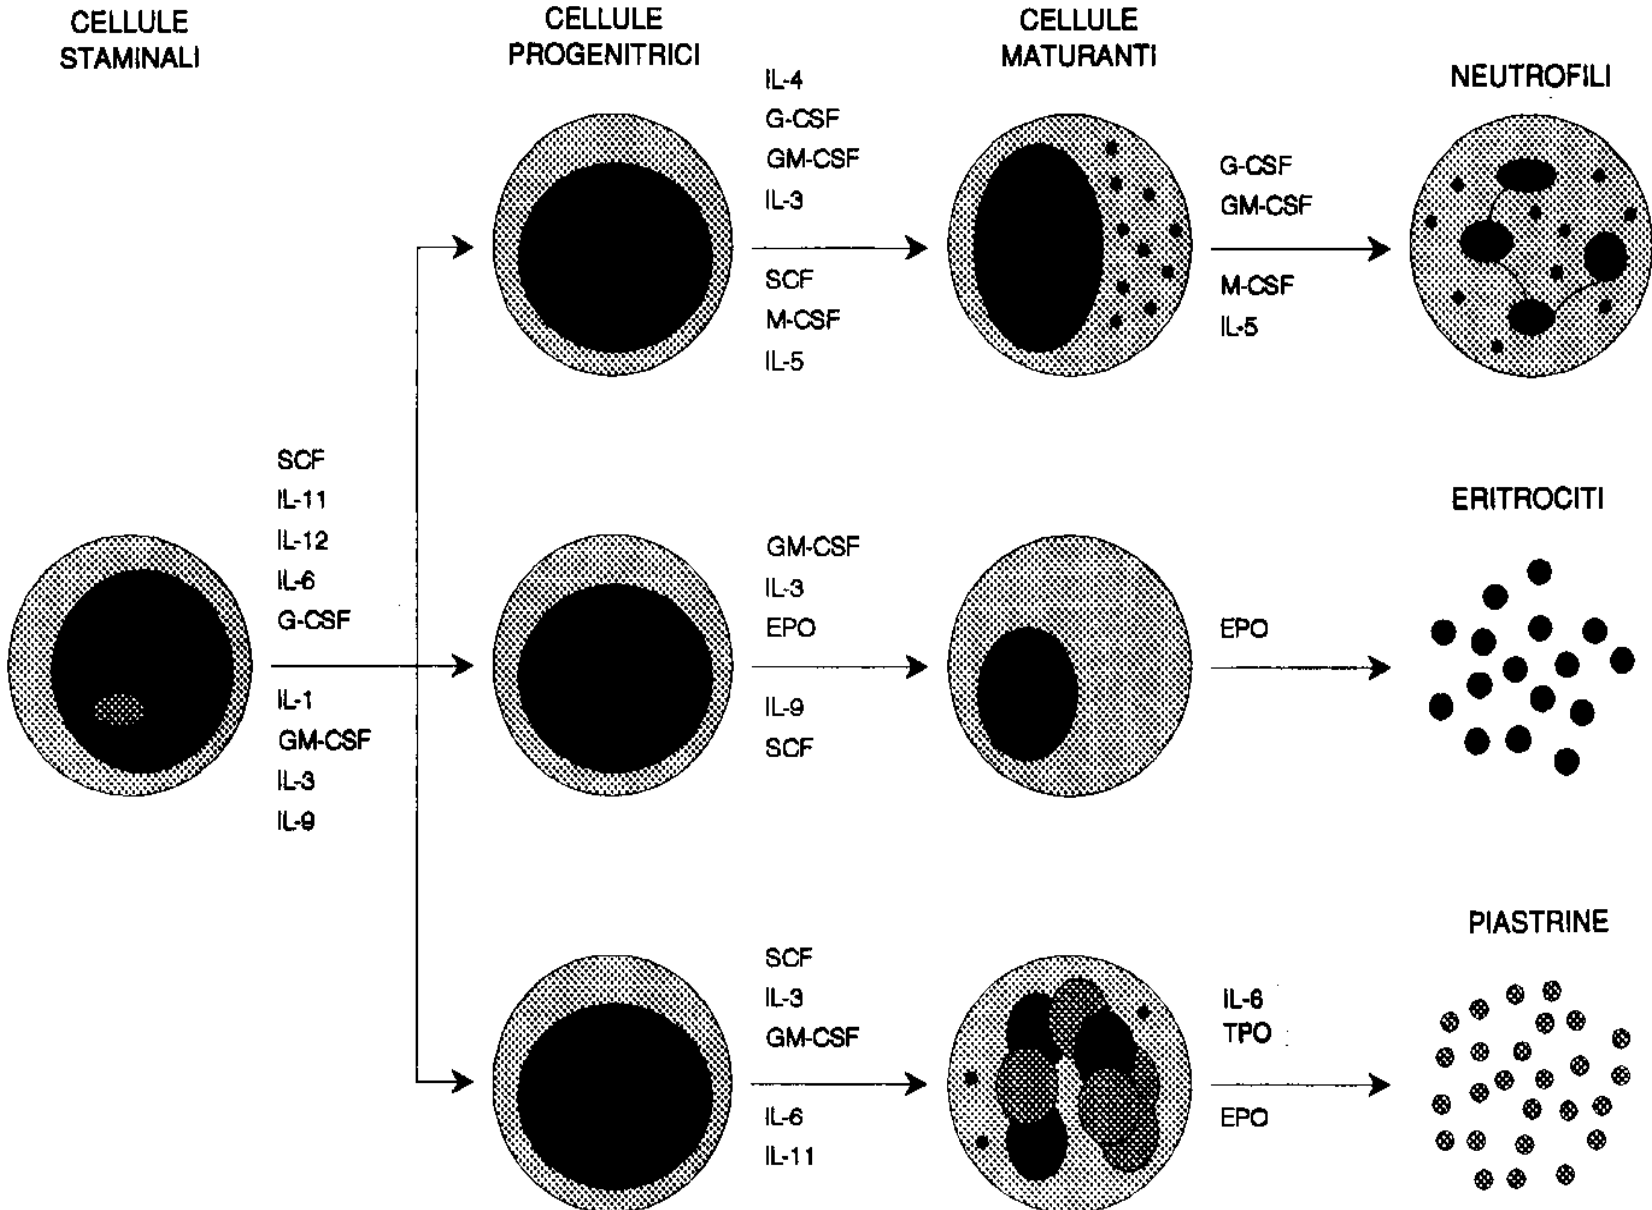 CELLULE
STAMINALI
CELLULE
PROGENITRICI
CELLULE
MATURANTI
NEUTROFILI
IL-4
G-CSF
GM-CSF
IL-3
SCF
M-CSF
IL-5
G-CSF
GM-CSF
M-CSF
IL-5
SCF
IL-11
IL-12
IL-6
G-CSF
IL-1
GM-CSF
IL-3
IL-9
GM-CSF
IL-3
EPO
IL-9
SCF
EPO
ERITROCITI
SCF
IL-3
GM-CSF
IL-6
IL-11
IL-6
TPO
EPO
PIASTRINE